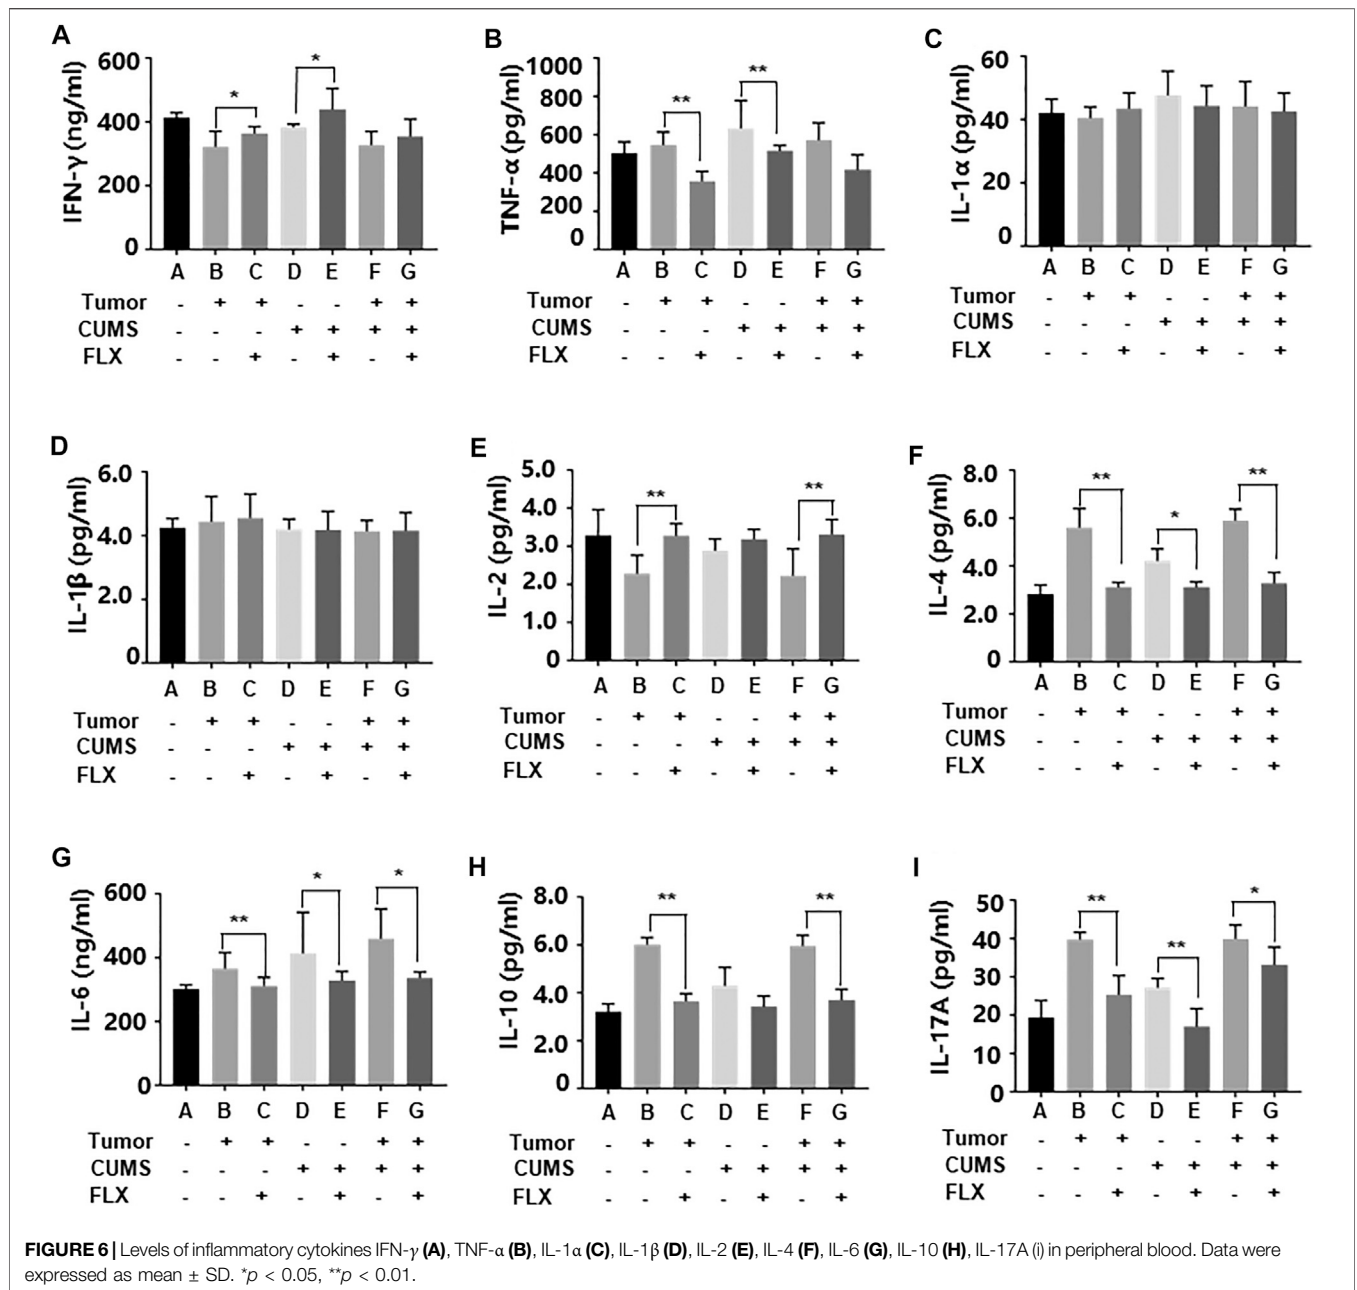 A
IFN-γ (ng/ml)
600
400
200
0
*
*
A B C D E F G
Tumor - + + - - + +
CUMS - - - + + + +
FLX - - + - + - +
B
TNF-α (pg/ml)
1000
800
600
400
200
0
**
**
A B C D E F G
Tumor - + + - - + +
CUMS - - - + + + +
FLX - - + - + - +
C
IL-1α (pg/ml)
60
40
20
0
A B C D E F G
Tumor - + + - - + +
CUMS - - - + + + +
FLX - - + - + - +
D
IL-1β (pg/ml)
6.0
4.0
2.0
0
A B C D E F G
Tumor - + + - - + +
CUMS - - - + + + +
FLX - - + - + - +
E
IL-2 (pg/ml)
5.0
4.0
3.0
2.0
1.0
0
**
**
A B C D E F G
Tumor - + + - - + +
CUMS - - - + + + +
FLX - - + - + - +
F
IL-4 (pg/ml)
8.0
6.0
4.0
2.0
0
**
*
**
A B C D E F G
Tumor - + + - - + +
CUMS - - - + + + +
FLX - - + - + - +
G
IL-6 (ng/ml)
600
400
200
0
**
*
*
A B C D E F G
Tumor - + + - - + +
CUMS - - - + + + +
FLX - - + - + - +
H
IL-10 (pg/ml)
8.0
6.0
4.0
2.0
0
**
**
A B C D E F G
Tumor - + + - - + +
CUMS - - - + + + +
FLX - - + - + - +
I
IL-17A (pg/ml)
50
40
30
20
10
0
**
**
*
A B C D E F G
Tumor - + + - - + +
CUMS - - - + + + +
FLX - - + - + - +
FIGURE 6 | Levels of inflammatory cytokines IFN-γ (A), TNF-α (B), IL-1α (C), IL-1β (D), IL-2 (E), IL-4 (F), IL-6 (G), IL-10 (H), IL-17A (i) in peripheral blood. Data were
expressed as mean ± SD. *p < 0.05, **p < 0.01.